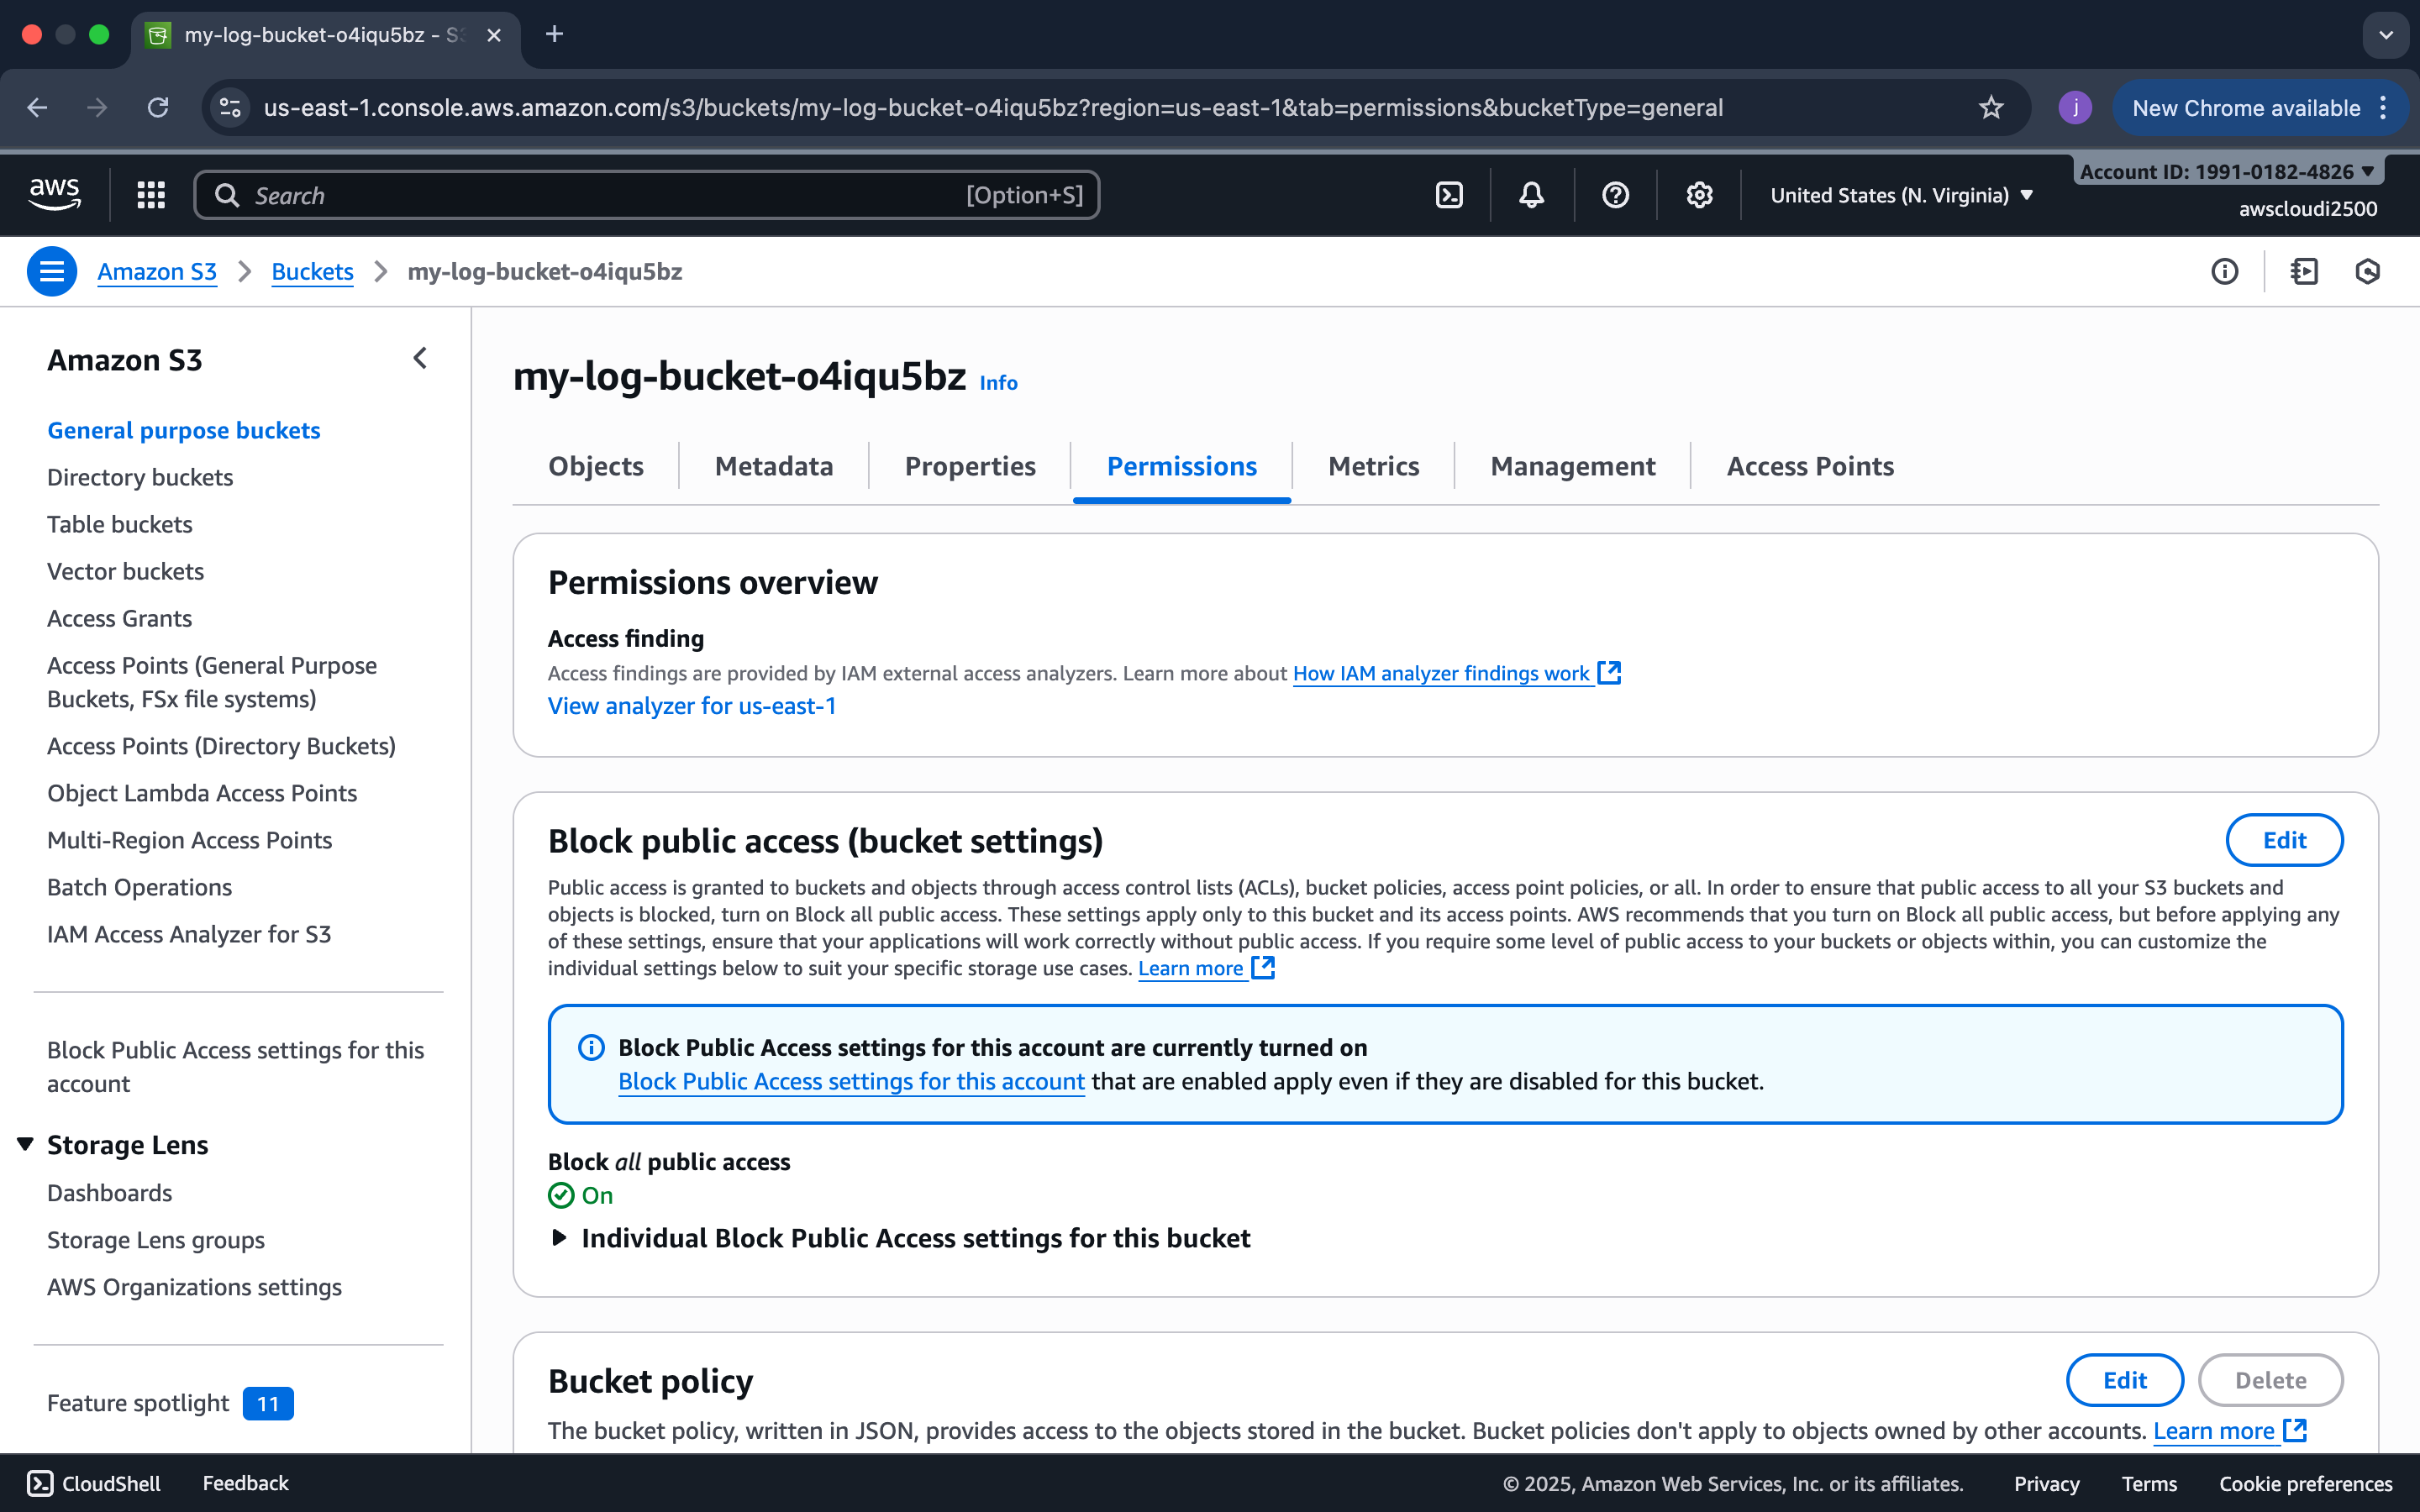 my-log-bucket-o4iqu5bz - S3
us-east-1.console.aws.amazon.com/s3/buckets/my-log-bucket-o4iqu5bz?region=us-east-1&tab=permissions&bucketType=general
j
New Chrome available
aws
Search
[Option+S]
United States (N. Virginia)
Account ID: 1991-0182-4826
awscloudi2500
Amazon S3
Buckets
my-log-bucket-o4iqu5bz
Amazon S3
General purpose buckets
Directory buckets
Table buckets
Vector buckets
Access Grants
Access Points (General Purpose
Buckets, FSx file systems)
Access Points (Directory Buckets)
Object Lambda Access Points
Multi-Region Access Points
Batch Operations
IAM Access Analyzer for S3
Block Public Access settings for this
account
Storage Lens
Dashboards
Storage Lens groups
AWS Organizations settings
Feature spotlight 11
my-log-bucket-o4iqu5bz Info
Objects
Metadata
Properties
Permissions
Metrics
Management
Access Points
Permissions overview
Access finding
Access findings are provided by IAM external access analyzers. Learn more about How IAM analyzer findings work
View analyzer for us-east-1
Block public access (bucket settings)
Edit
Public access is granted to buckets and objects through access control lists (ACLs), bucket policies, access point policies, or all. In order to ensure that public access to all your S3 buckets and
objects is blocked, turn on Block all public access. These settings apply only to this bucket and its access points. AWS recommends that you turn on Block all public access, but before applying any
of these settings, ensure that your applications will work correctly without public access. If you require some level of public access to your buckets or objects within, you can customize the
individual settings below to suit your specific storage use cases. Learn more
Block Public Access settings for this account are currently turned on
Block Public Access settings for this account that are enabled apply even if they are disabled for this bucket.
Block all public access
On
Individual Block Public Access settings for this bucket
Bucket policy
Edit
Delete
The bucket policy, written in JSON, provides access to the objects stored in the bucket. Bucket policies don't apply to objects owned by other accounts. Learn more
CloudShell
Feedback
© 2025, Amazon Web Services, Inc. or its affiliates.
Privacy
Terms
Cookie preferences